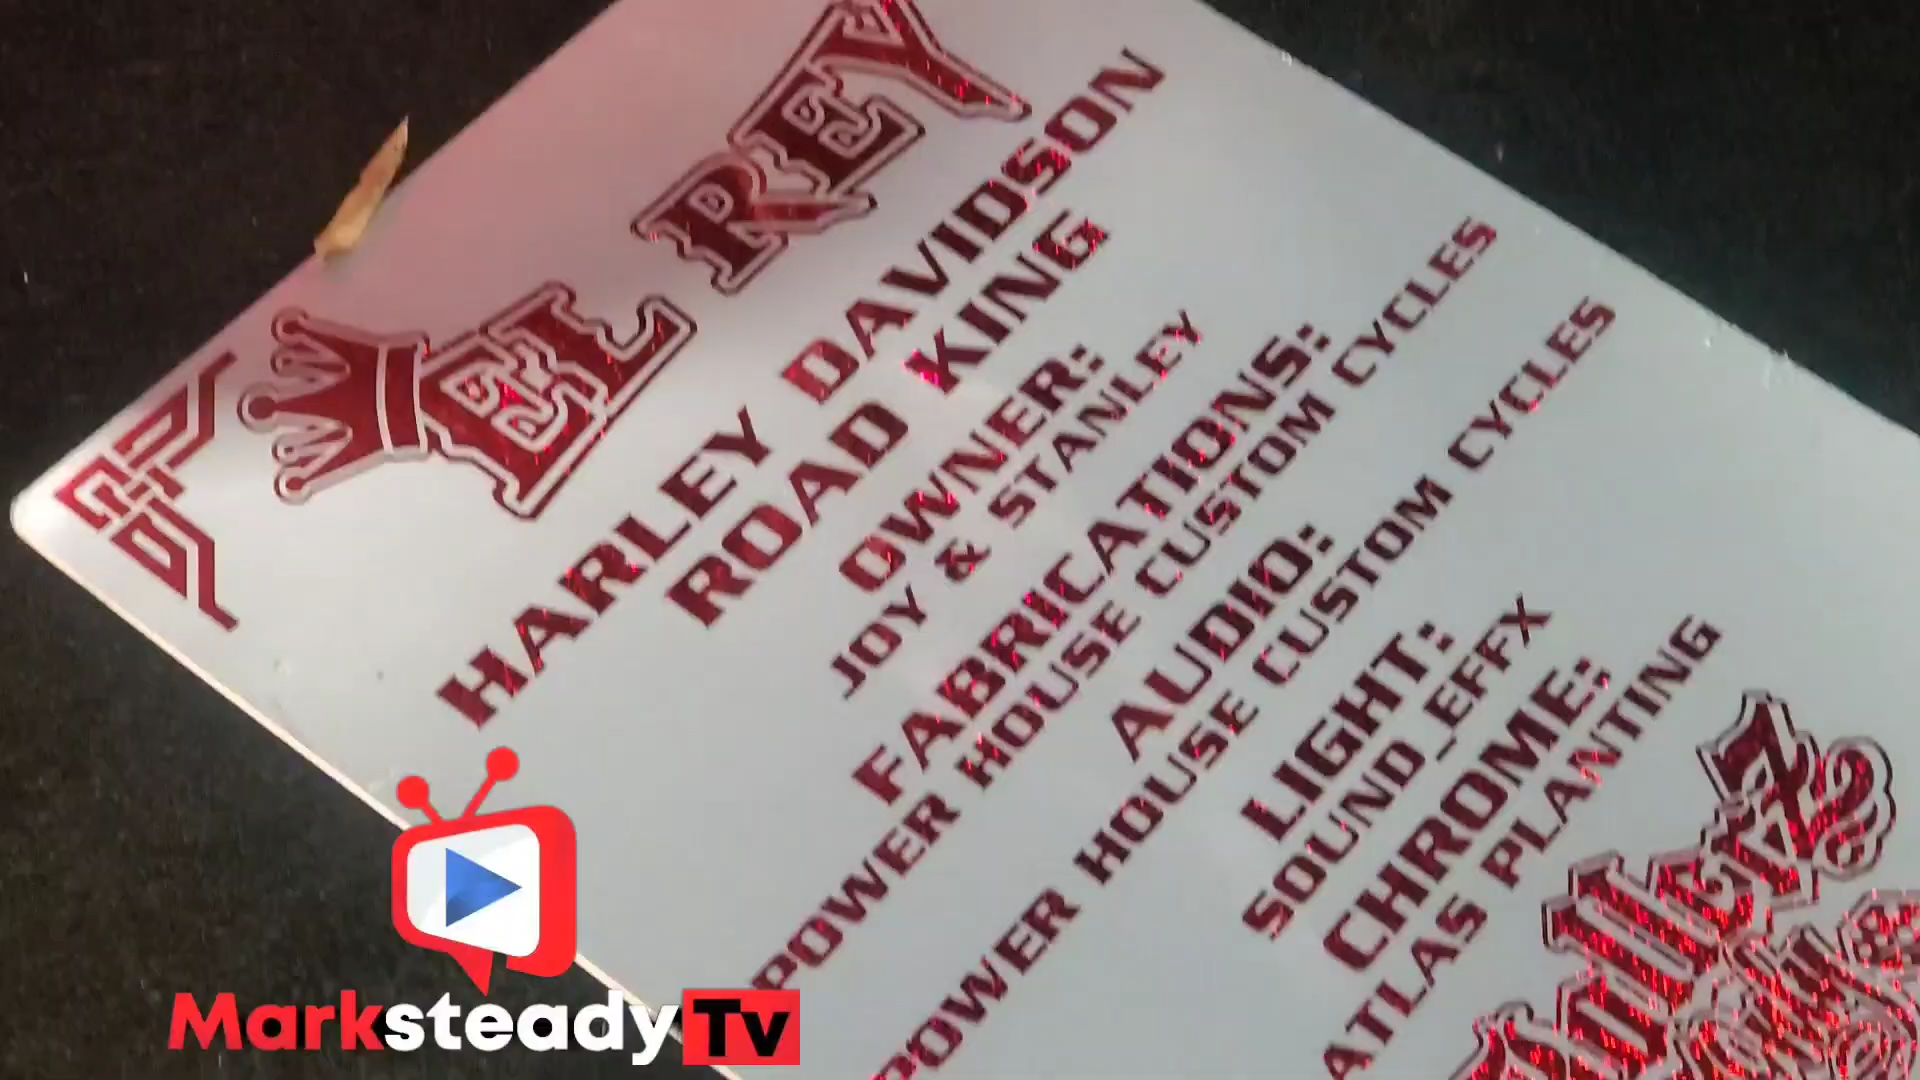 EL REY
HARLEY DAVIDSON
ROAD KING
OWNER:
JOY & STANLEY
FABRICATIONS:
POWER HOUSE CUSTOM CYCLES
AUDIO:
POWER HOUSE CUSTOM CYCLES
LIGHT:
SOUND_EFFX
CHROME:
ATLAS PLANTING
Marksteady Tv